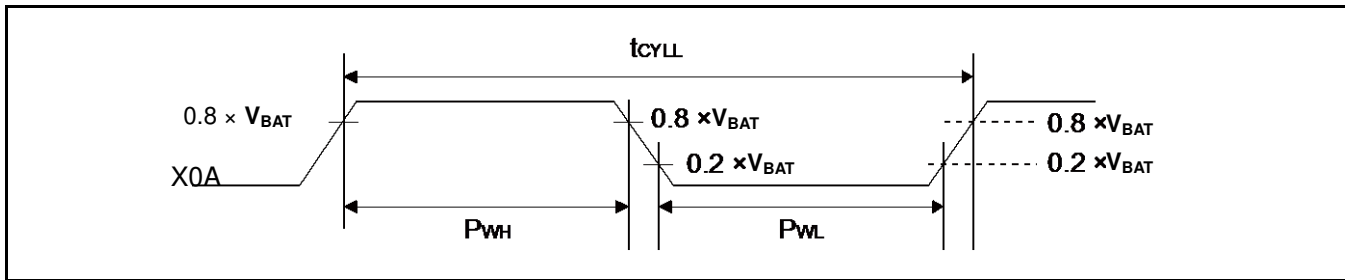 tCYLL
0.8 × VBAT
0.8 ×VBAT
0.8 ×VBAT
0.2 ×VBAT
0.2 ×VBAT
X0A
PWH
PWL